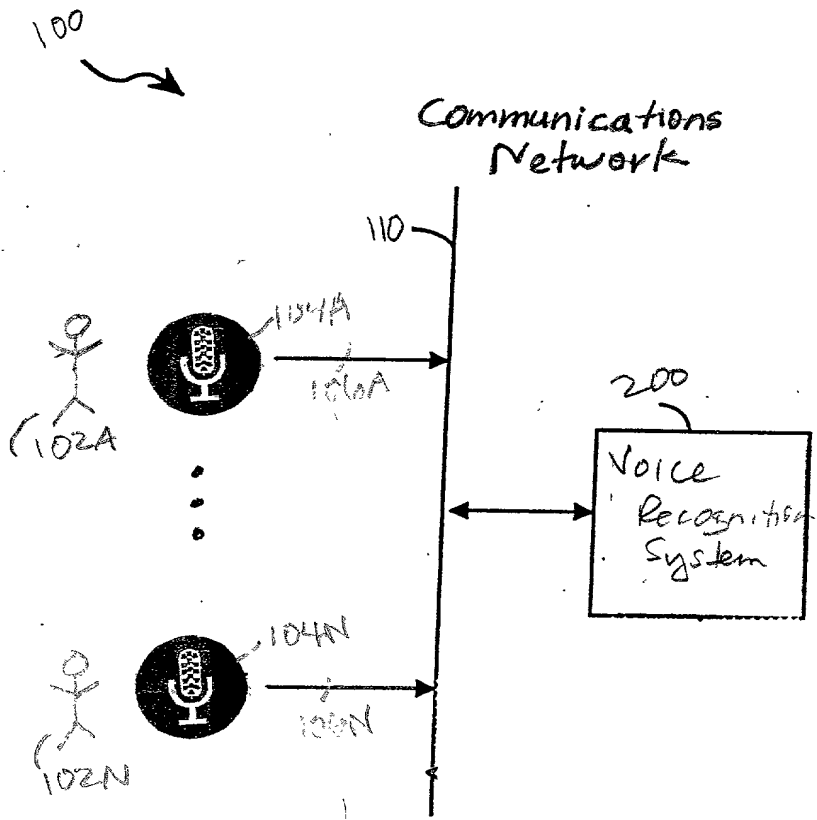 100
Communications
Network
110
104A
106A
102A
200
Voice
Recognition
System
104N
106N
102N